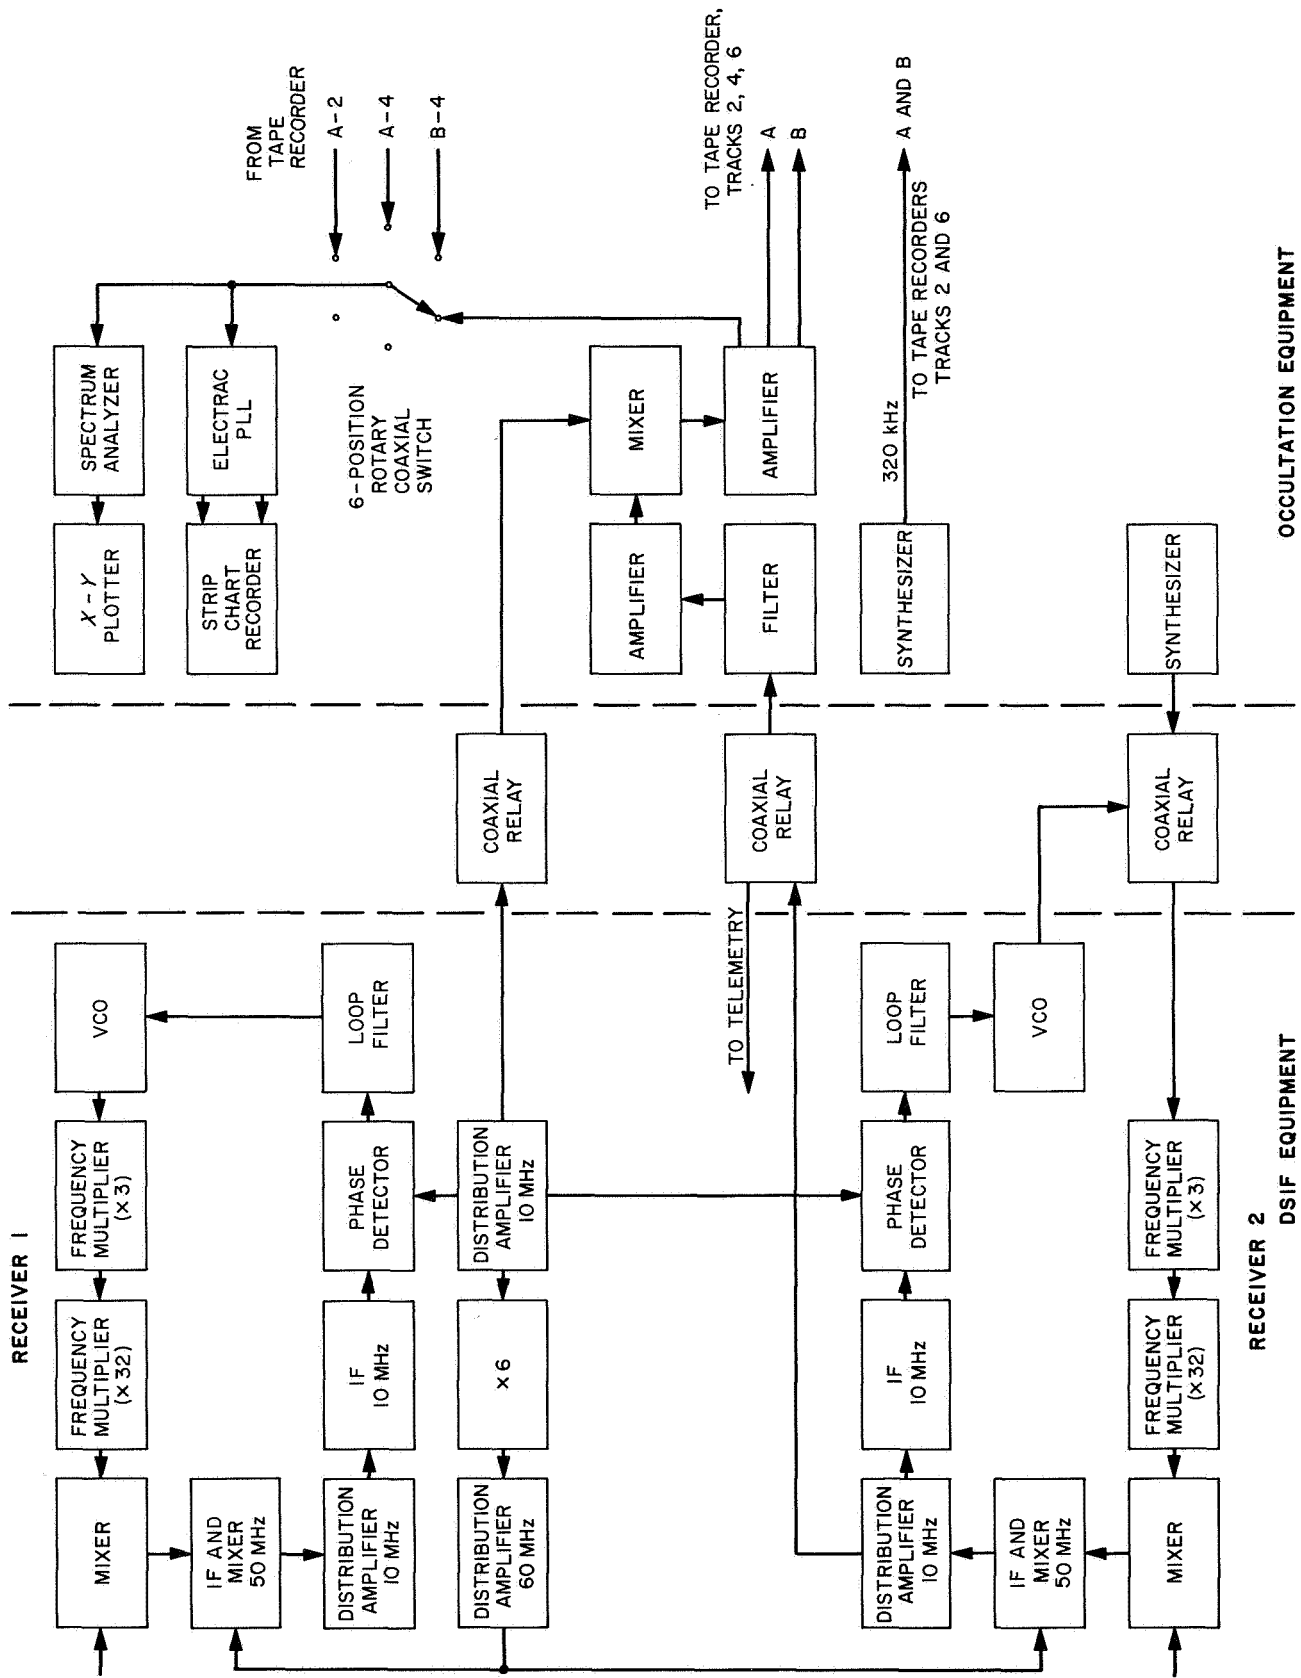 RECEIVER 1
MIXER
FREQUENCY
MULTIPLIER
(×32)
FREQUENCY
MULTIPLIER
(×3)
VCO
IF AND
MIXER
50 MHz
DISTRIBUTION
AMPLIFIER
10 MHz
IF
10 MHz
PHASE
DETECTOR
LOOP
FILTER
DISTRIBUTION
AMPLIFIER
60 MHz
×6
DISTRIBUTION
AMPLIFIER
10 MHz
COAXIAL
RELAY
X-Y
PLOTTER
SPECTRUM
ANALYZER
STRIP
CHART
RECORDER
ELECTRAC
PLL
FROM
TAPE
RECORDER
A-2
A-4
B-4
6-POSITION
ROTARY
COAXIAL
SWITCH
AMPLIFIER
MIXER
TO TELEMETRY
COAXIAL
RELAY
FILTER
AMPLIFIER
TO TAPE RECORDER,
TRACKS 2, 4, 6
A
B
DISTRIBUTION
AMPLIFIER
10 MHz
IF
10 MHz
PHASE
DETECTOR
LOOP
FILTER
SYNTHESIZER
320 kHz
A AND B
TO TAPE RECORDERS
TRACKS 2 AND 6
IF AND
MIXER
50 MHz
VCO
MIXER
FREQUENCY
MULTIPLIER
(×32)
FREQUENCY
MULTIPLIER
(×3)
COAXIAL
RELAY
SYNTHESIZER
RECEIVER 2
DSIF EQUIPMENT
OCCULTATION EQUIPMENT